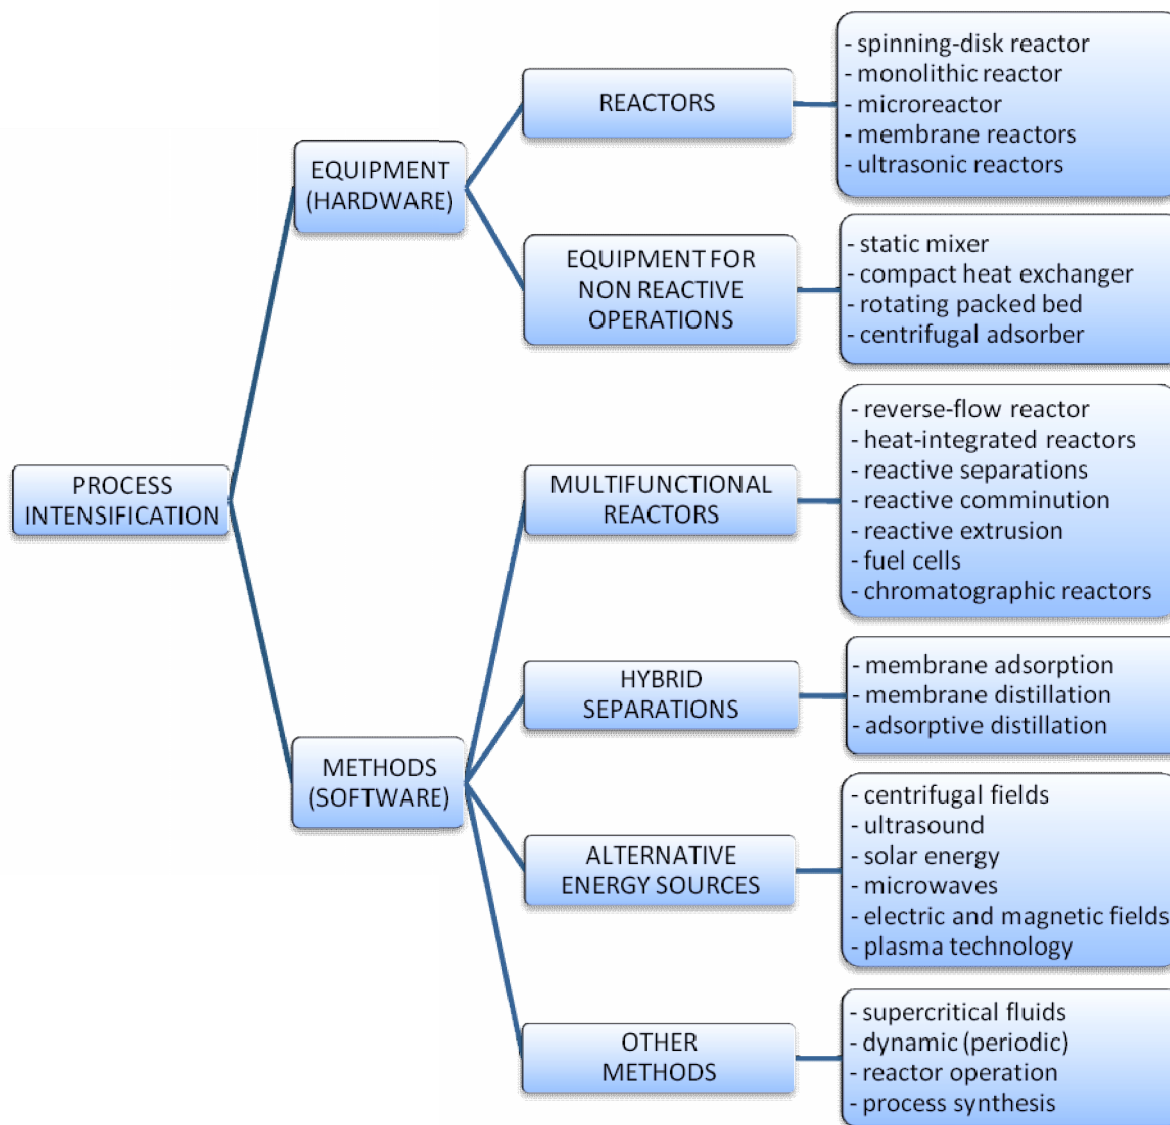 PROCESS
INTENSIFICATION
EQUIPMENT
(HARDWARE)
REACTORS
- spinning-disk reactor
- monolithic reactor
- microreactor
- membrane reactors
- ultrasonic reactors
EQUIPMENT FOR
NON REACTIVE
OPERATIONS
- static mixer
- compact heat exchanger
- rotating packed bed
- centrifugal adsorber
METHODS
(SOFTWARE)
MULTIFUNCTIONAL
REACTORS
- reverse-flow reactor
- heat-integrated reactors
- reactive separations
- reactive comminution
- reactive extrusion
- fuel cells
- chromatographic reactors
HYBRID
SEPARATIONS
- membrane adsorption
- membrane distillation
- adsorptive distillation
ALTERNATIVE
ENERGY SOURCES
- centrifugal fields
- ultrasound
- solar energy
- microwaves
- electric and magnetic fields
- plasma technology
OTHER
METHODS
- supercritical fluids
- dynamic (periodic)
- reactor operation
- process synthesis